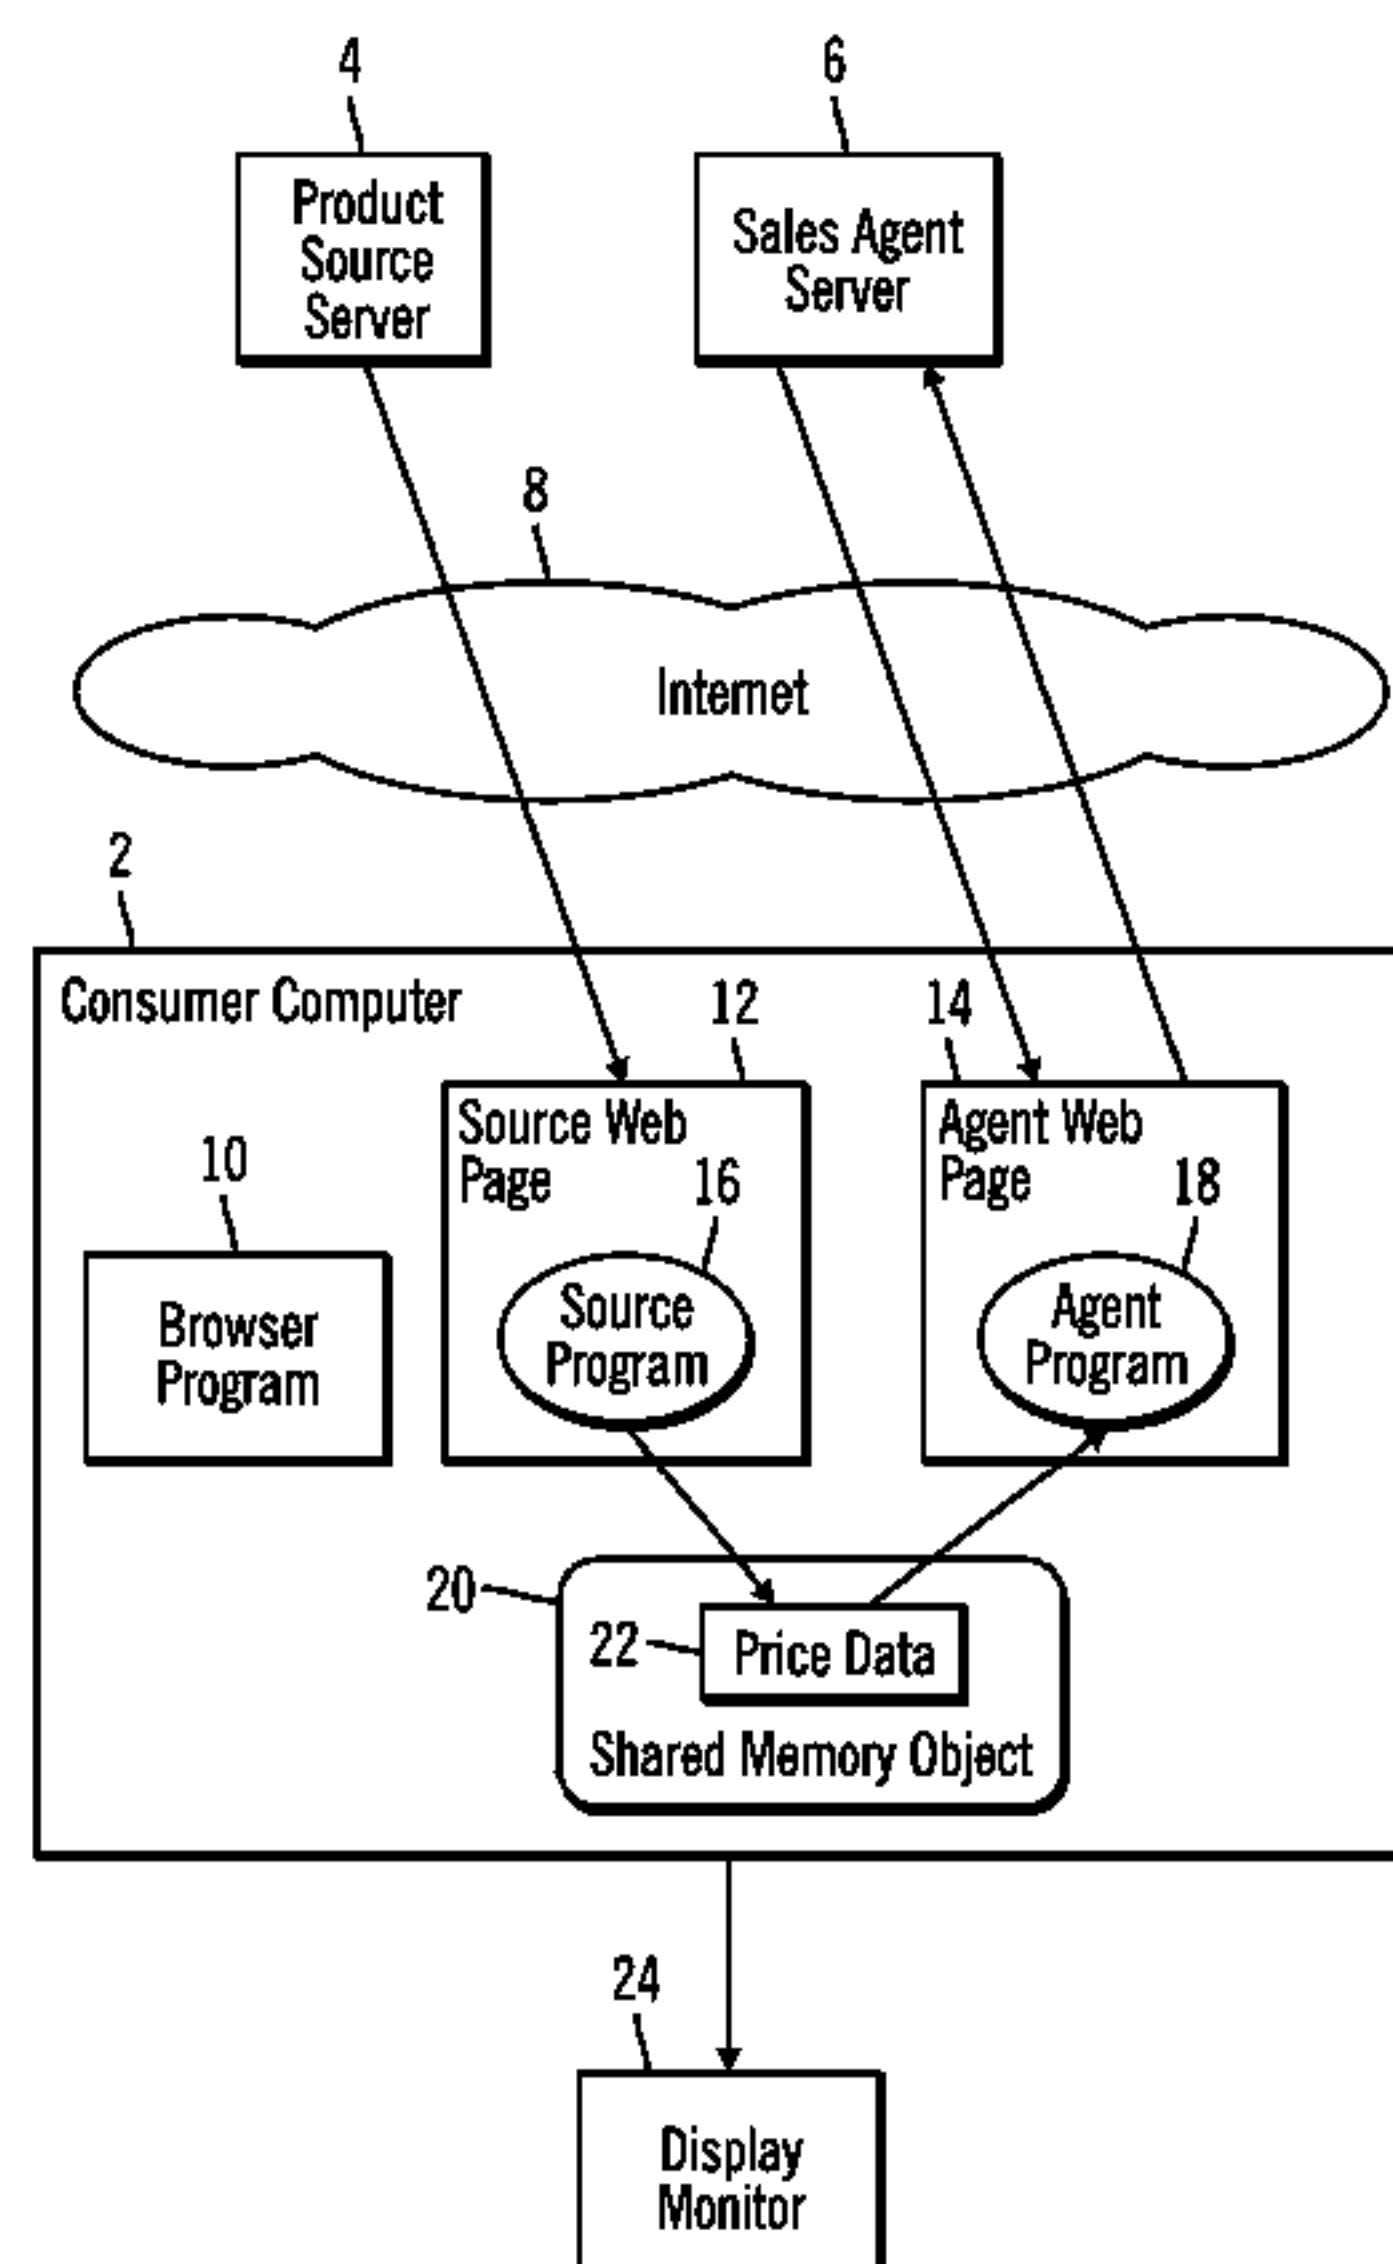 4
6
Product
Source
Server
Sales Agent
Server
8
Internet
2
Consumer Computer
12
14
Source Web
Page
Agent Web
Page
10
16
18
Browser
Program
Source
Program
Agent
Program
20
22
Price Data
Shared Memory Object
24
Display
Monitor